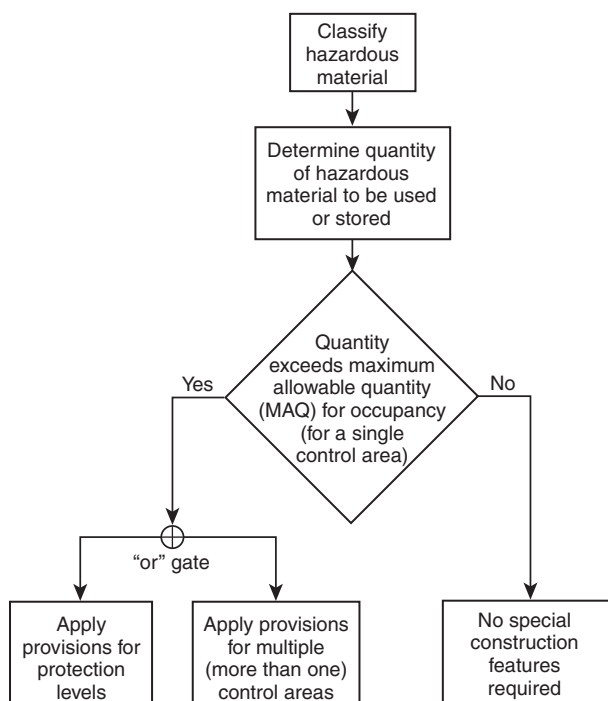 Classify
hazardous
material
Determine quantity
of hazardous
material to be used
or stored
Quantity
exceeds maximum
allowable quantity
(MAQ) for occupancy
(for a single
control area)
Yes
No
“or” gate
Apply
provisions for
protection
levels
Apply provisions
for multiple
(more than one)
control areas
No special
construction
features
required